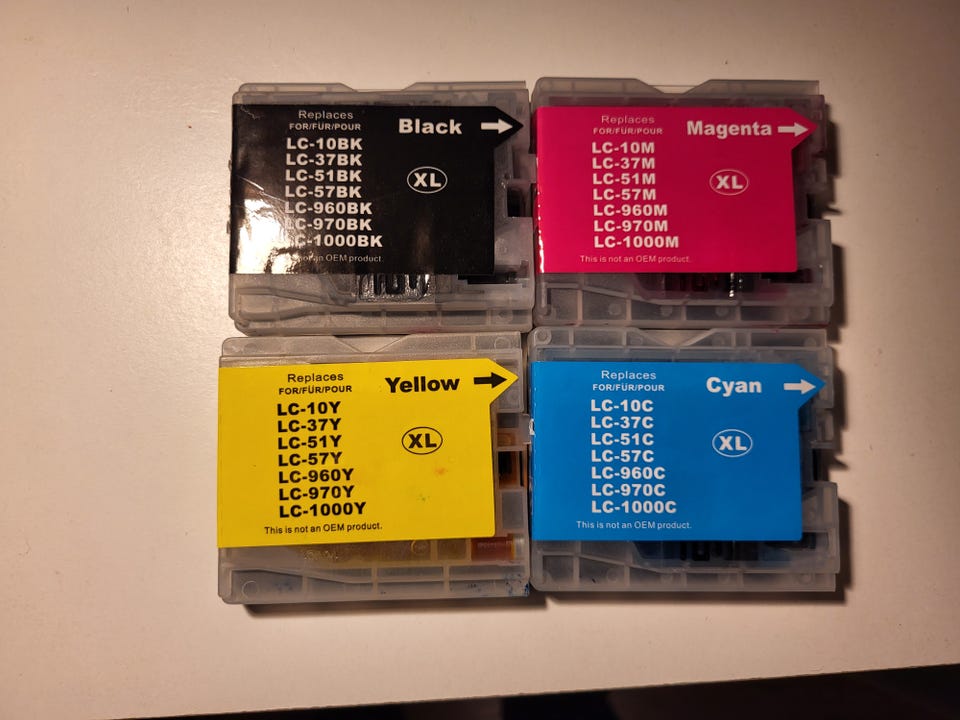 Replaces
FOR/FÜR/POUR
Black
LC-10BK
LC-37BK
LC-51BK
LC-57BK
LC-960BK
LC-970BK
LC-1000BK
XL
not an OEM product.
Replaces
FOR/FÜR/POUR
Magenta
LC-10M
LC-37M
LC-51M
LC-57M
LC-960M
LC-970M
LC-1000M
XL
This is not an OEM product.
Replaces
FOR/FÜR/POUR
Yellow
LC-10Y
LC-37Y
LC-51Y
LC-57Y
LC-960Y
LC-970Y
LC-1000Y
XL
This is not an OEM product.
Replaces
FOR/FÜR/POUR
Cyan
LC-10C
LC-37C
LC-51C
LC-57C
LC-960C
LC-970C
LC-1000C
XL
This is not an OEM product.